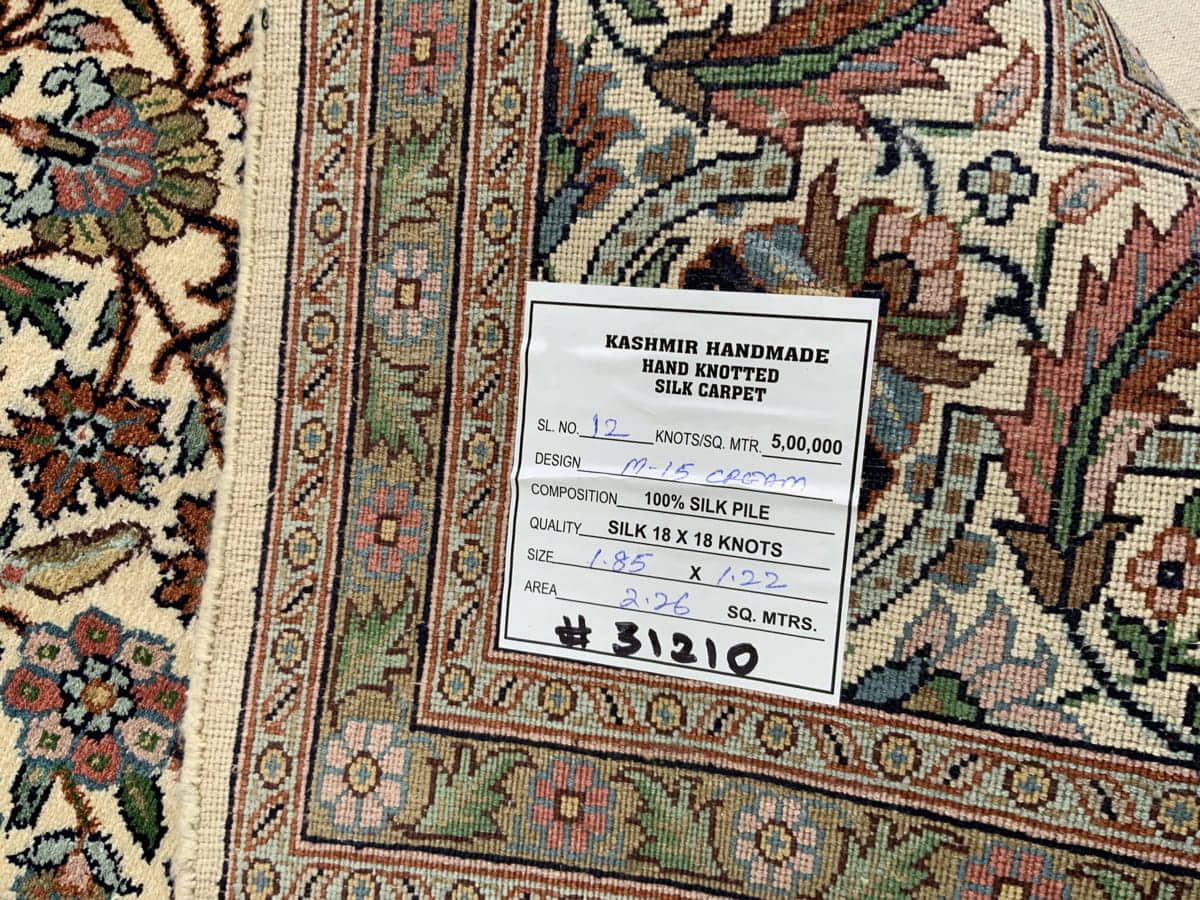 KASHMIR HANDMADE
HAND KNOTTED
SILK CARPET
SL. NO. 12 KNOTS/SQ. MTR. 5,00,000
DESIGN M-15 CREAM
COMPOSITION 100% SILK PILE
QUALITY SILK 18 X 18 KNOTS
SIZE 1.85 X 1.22
AREA 2.26 SQ. MTRS.
# 31210